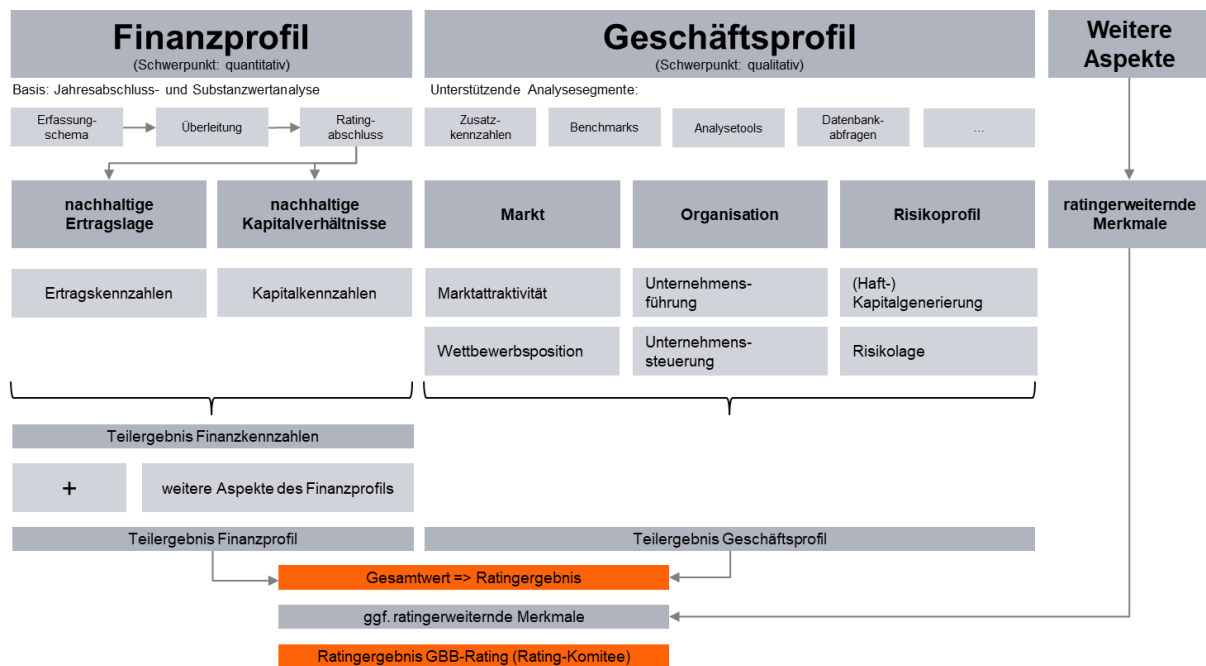 Finanzprofil
(Schwerpunkt: quantitativ)
Geschäftsprofil
(Schwerpunkt: qualitativ)
Weitere
Aspekte
Basis: Jahresabschluss- und Substanzwertanalyse
Unterstützende Analysesegmente:
Erfassung-
schema
Überleitung
Rating-
abschluss
Zusatz-
kennzahlen
Benchmarks
Analysetools
Datenbank-
abfragen
...
nachhaltige
Ertragslage
nachhaltige
Kapitalverhältnisse
Markt
Organisation
Risikoprofil
ratingerweiternde
Merkmale
Ertragskennzahlen
Kapitalkennzahlen
Marktattraktivität
Unternehmens-
führung
(Haft-)
Kapitalgenerierung
Wettbewerbsposition
Unternehmens-
steuerung
Risikolage
Teilergebnis Finanzkennzahlen
+
weitere Aspekte des Finanzprofils
Teilergebnis Finanzprofil
Teilergebnis Geschäftsprofil
Gesamtwert => Ratingergebnis
ggf. ratingerweiternde Merkmale
Ratingergebnis GBB-Rating (Rating-Komitee)